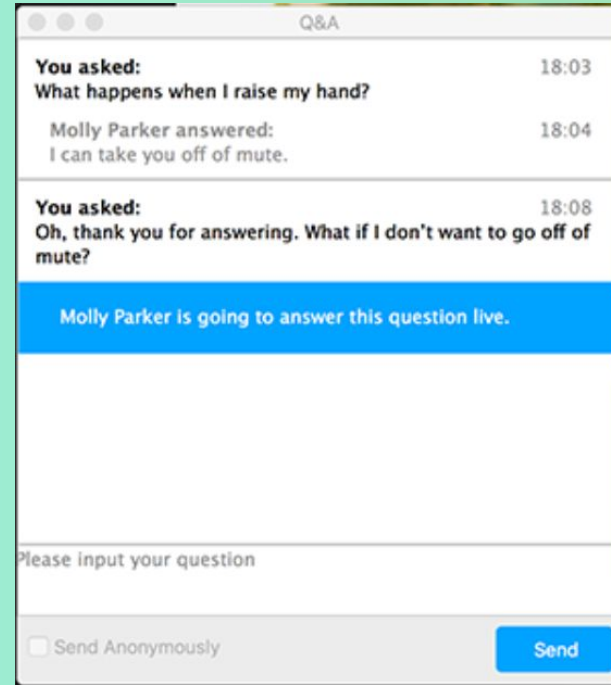 Q&A
You asked: 18:03
What happens when I raise my hand?
Molly Parker answered: 18:04
I can take you off of mute.
You asked: 18:08
Oh, thank you for answering. What if I don't want to go off of
mute?
Molly Parker is going to answer this question live.
Please input your question
Send Anonymously
Send